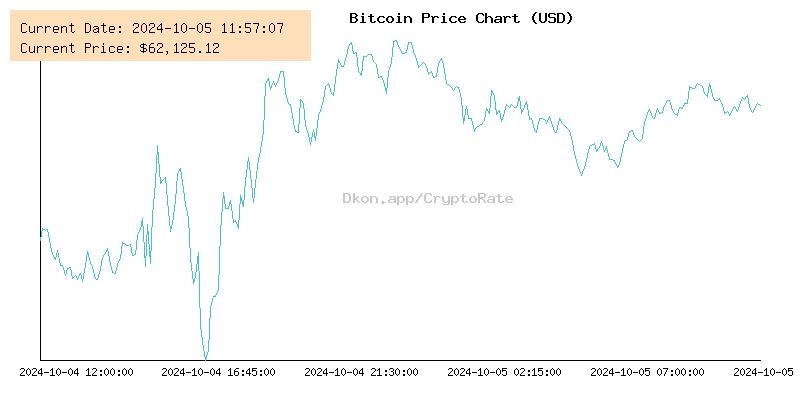 Bitcoin Price Chart (USD)
Current Date: 2024-10-05 11:57:07
Current Price: $62,125.12
Dkon.app/CryptoRate
2024-10-04 12:00:00 2024-10-04 16:45:00 2024-10-04 21:30:00 2024-10-05 02:15:00 2024-10-05 07:00:00 2024-10-05